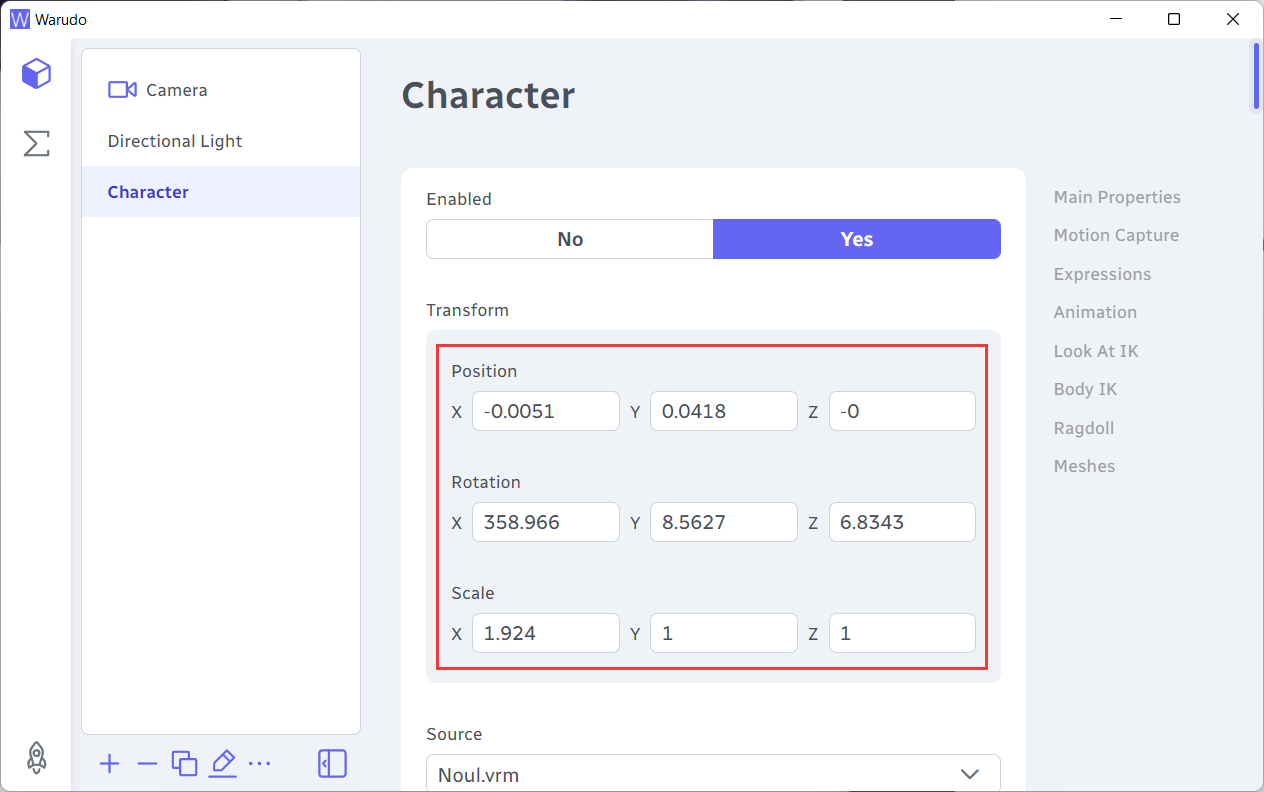 Warudo
Camera
Directional Light
Character
Character
Enabled
No Yes
Transform
Position
X -0.0051 Y 0.0418 Z -0
Rotation
X 358.966 Y 8.5627 Z 6.8343
Scale
X 1.924 Y 1 Z 1
Source
Noul.vrm
Main Properties
Motion Capture
Expressions
Animation
Look At IK
Body IK
Ragdoll
Meshes